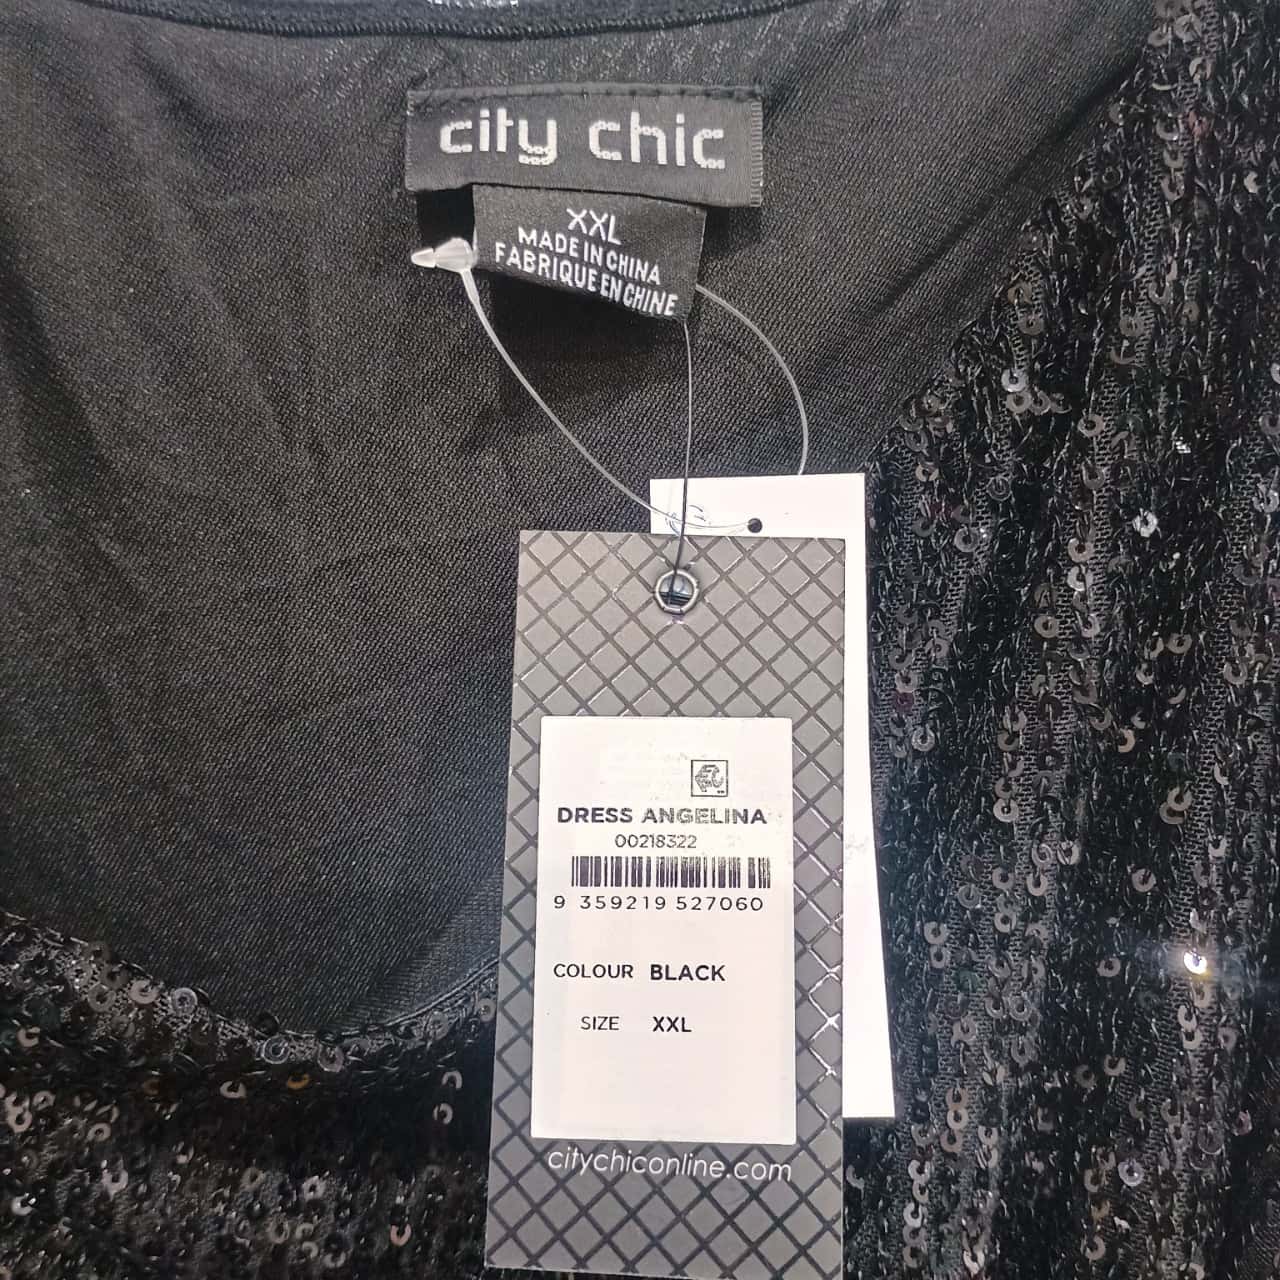 city chic
XXL
MADE IN CHINA
FABRIQUE EN CHINE
DRESS ANGELINA
00218322
9 359219 527060
COLOUR BLACK
SIZE XXL
citychiconline.com